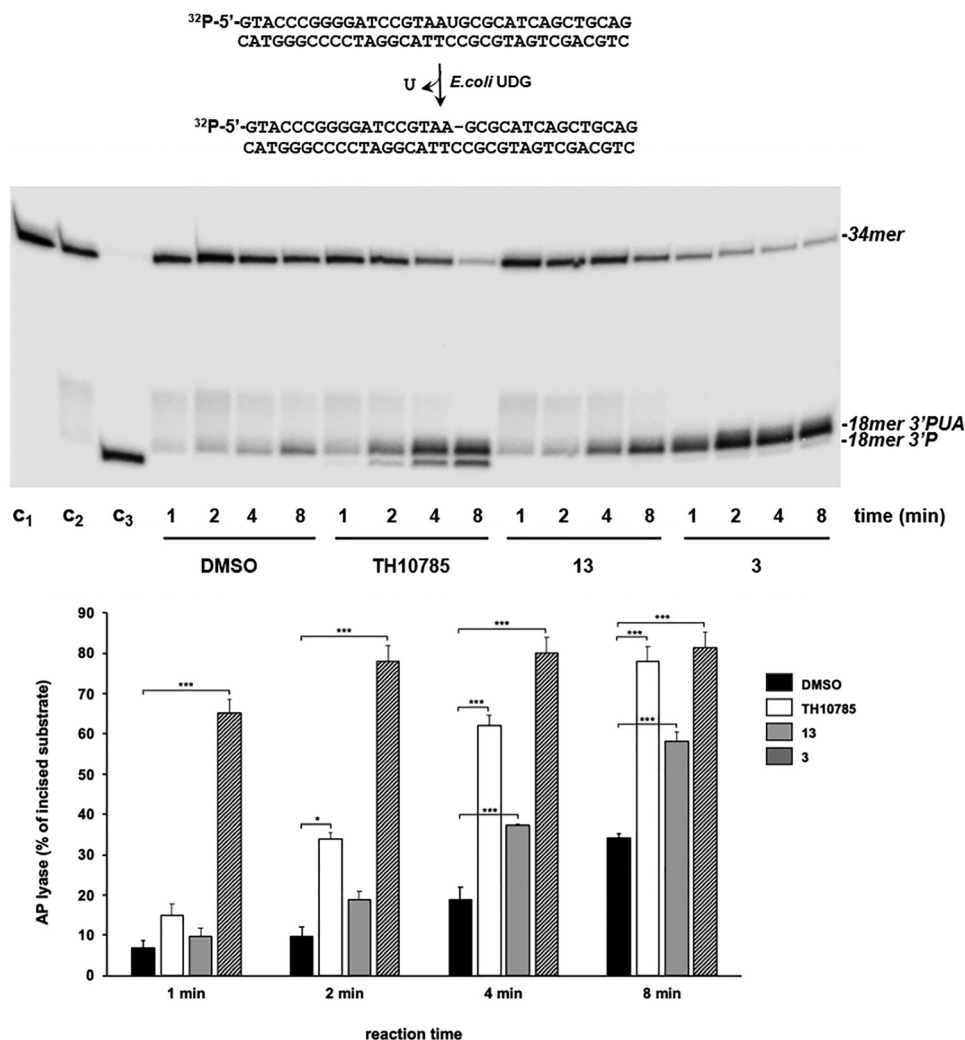 32P-5'-GTACCCGGGGATCCGTAAUGCGCATCAGCTGCAG
CATGGGCCCCTAGGCATTCCGCGTAGTCGACGTC
U E.coli UDG
32P-5'-GTACCCGGGGATCCGTAA-GCGCATCAGCTGCAG
CATGGGCCCCTAGGCATTCCGCGTAGTCGACGTC
-34mer
-18mer 3'PUA
-18mer 3'P
C1 C2 C3 1 2 4 8 1 2 4 8 1 2 4 8 1 2 4 8 time (min)
DMSO TH10785 13 3
AP lyase (% of incised substrate)
90
80
70
60
50
40
30
20
10
0
***
* ***
*** *** ***
*** *** ***
DMSO
TH10785
13
3
1 min 2 min 4 min 8 min
reaction time